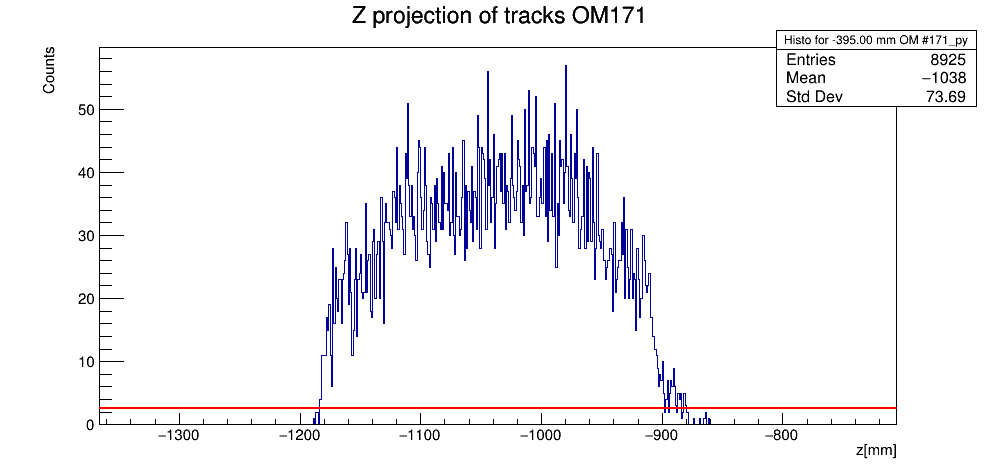 Z projection of tracks OM171
Histo for -395.00 mm OM #171_py
Entries 8925
Mean −1038
Std Dev 73.69
Counts
50
40
30
20
10
0
−1300 −1200 −1100 −1000 −900 −800
z[mm]